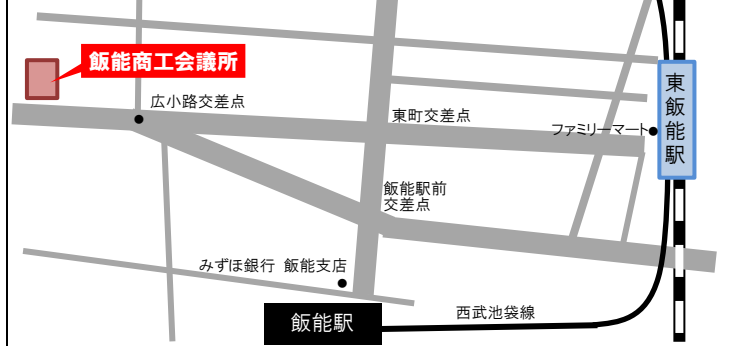 飯能商工会議所
広小路交差点
東町交差点
ファミリーマート
東飯能駅
飯能駅前
交差点
みずほ銀行 飯能支店
飯能駅
西武池袋線